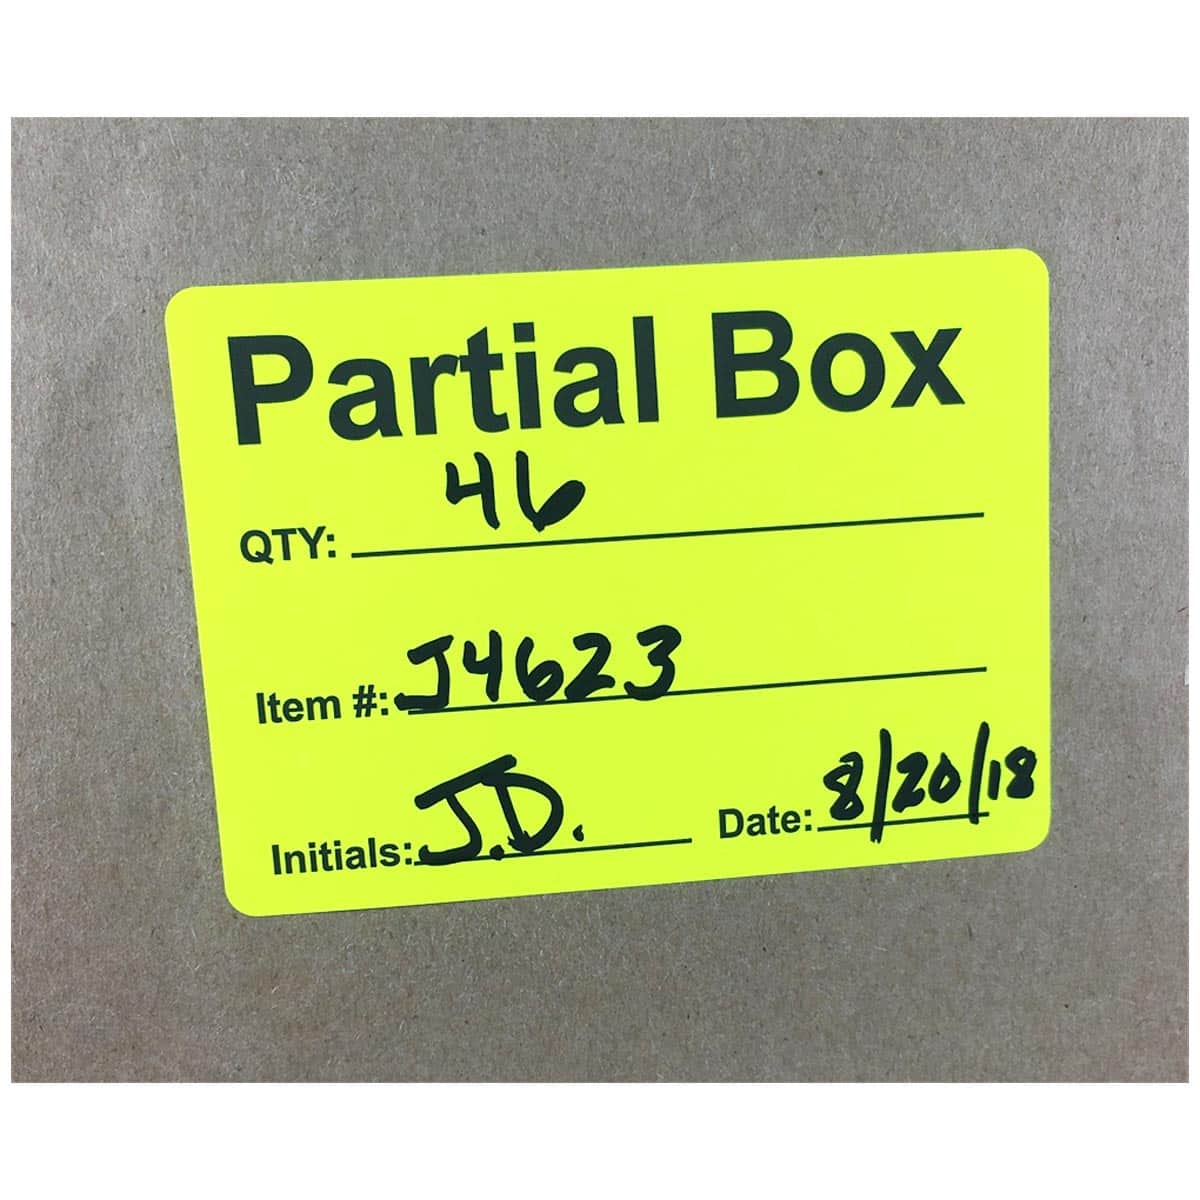 Partial Box
QTY: 46
Item #: J4623
Initials: J.D. Date: 8/20/18